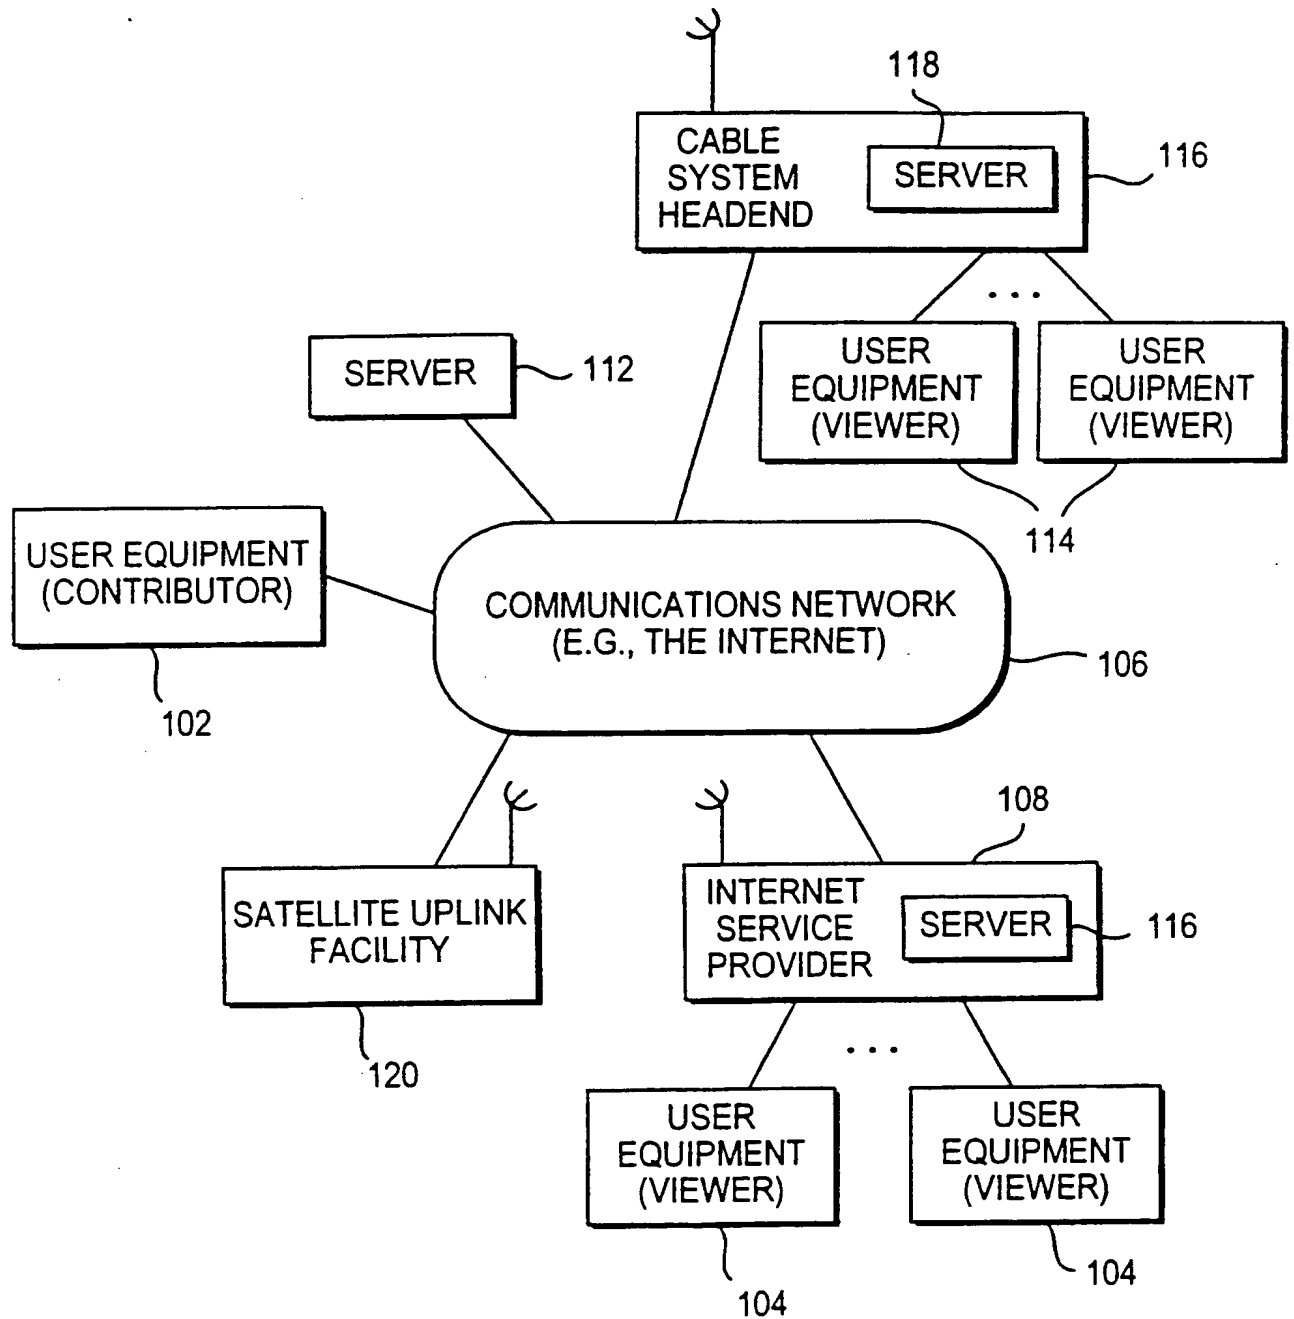 118
CABLE
SYSTEM
HEADEND
SERVER
116
. . .
USER
EQUIPMENT
(VIEWER)
USER
EQUIPMENT
(VIEWER)
114
SERVER
112
USER EQUIPMENT
(CONTRIBUTOR)
102
COMMUNICATIONS NETWORK
(E.G., THE INTERNET)
106
SATELLITE UPLINK
FACILITY
120
108
INTERNET
SERVICE
PROVIDER
SERVER
116
. . .
USER
EQUIPMENT
(VIEWER)
104
USER
EQUIPMENT
(VIEWER)
104